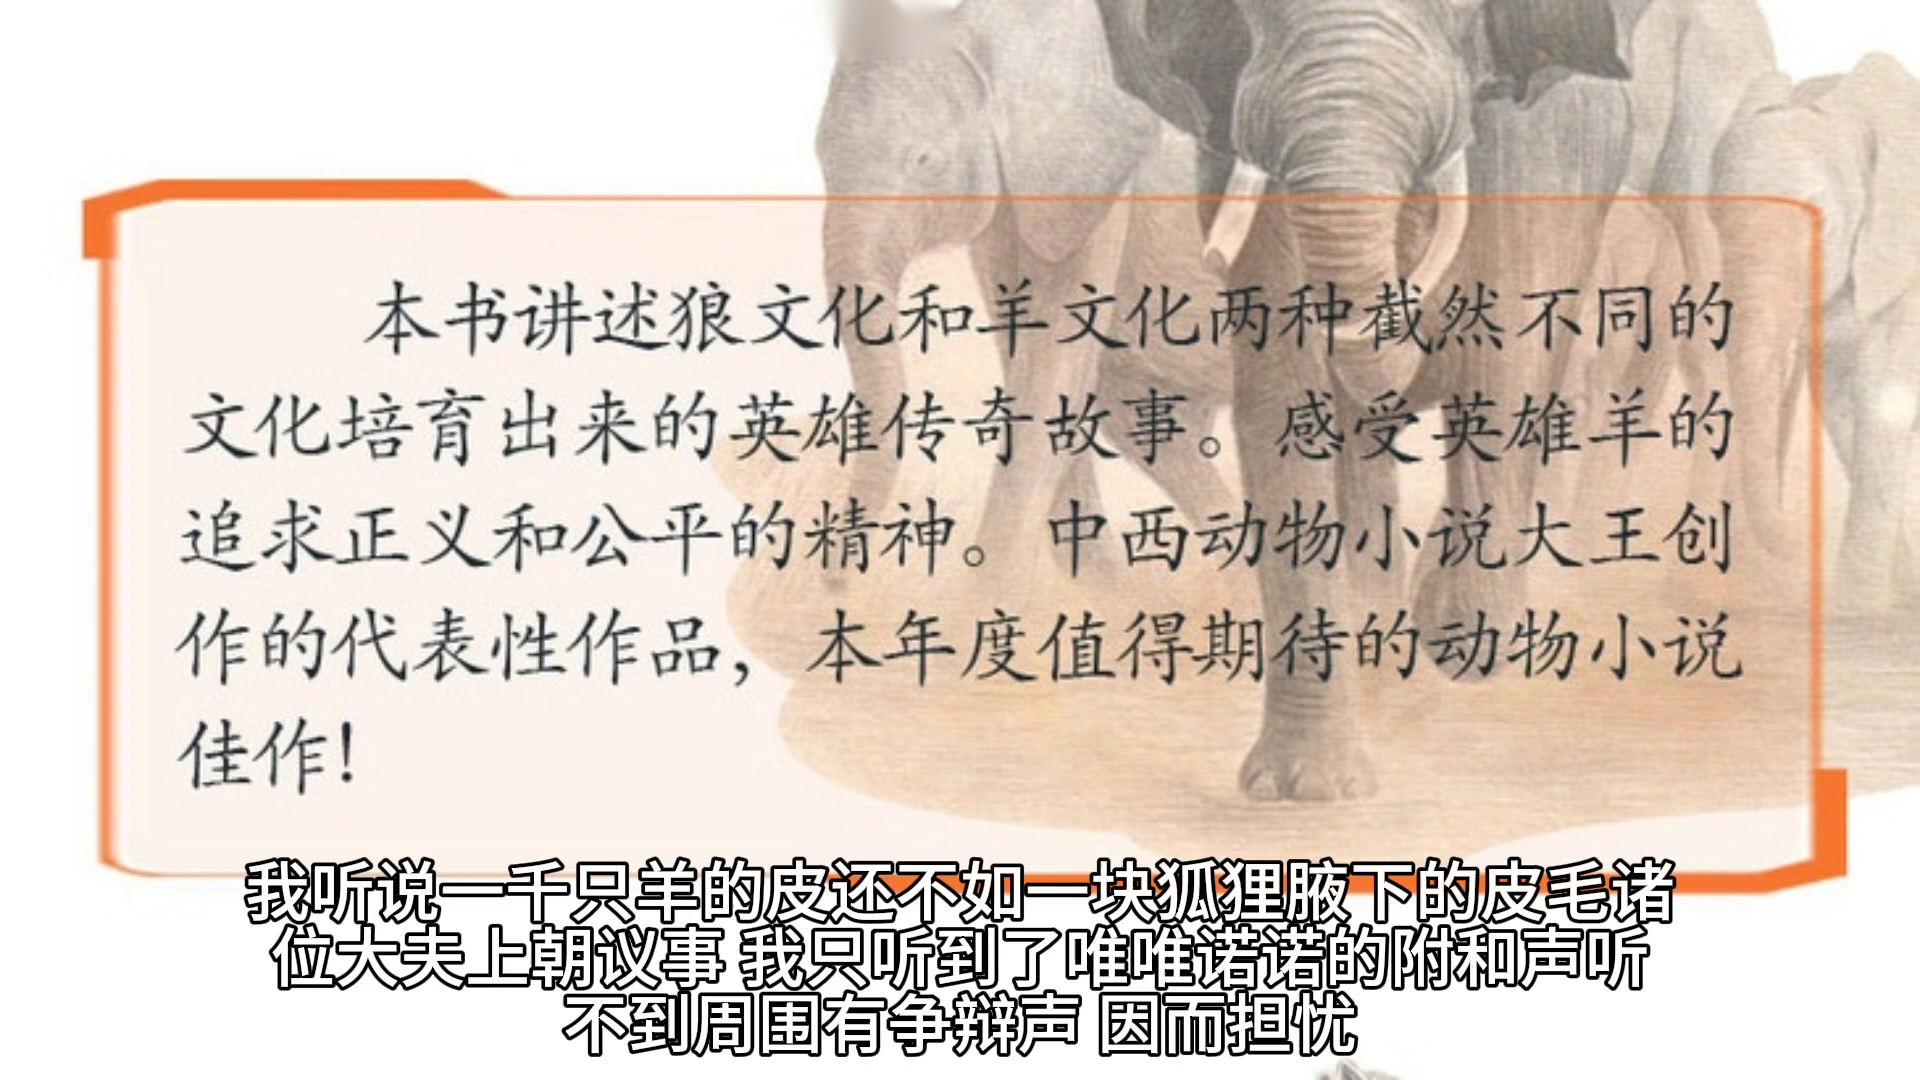 本书讲述狼文化和羊文化两种截然不同的
文化培育出来的英雄传奇故事。感受英雄羊的
追求正义和公平的精神。中西动物小说大王创
作的代表性作品，本年度值得期待的动物小说
佳作！
我听说一千只羊的皮还不如一块狐狸腋下的皮毛诸
位大夫上朝议事 我只听到了唯唯诺诺的附和声听
不到周围有争辩声 因而担忧